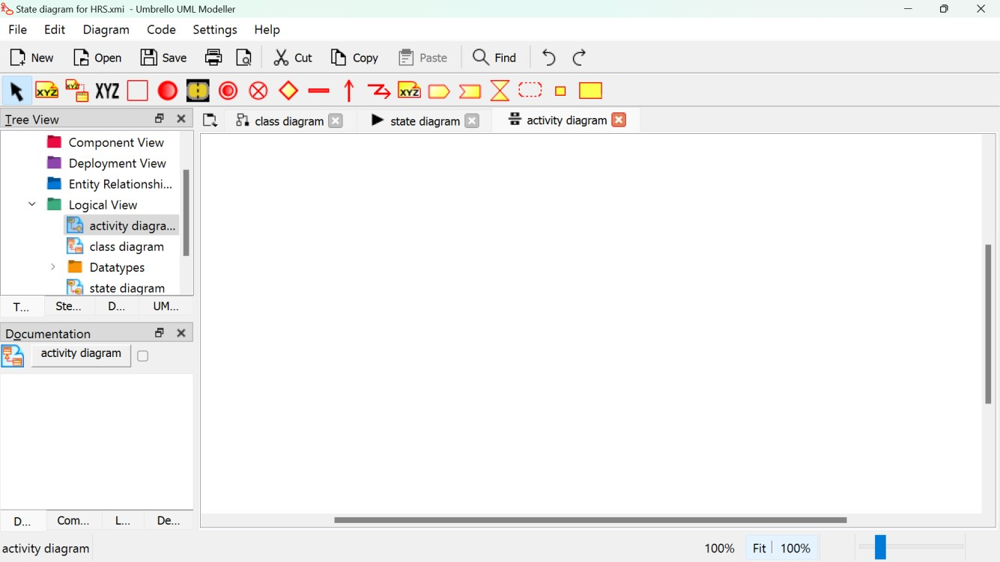 State diagram for HRS.xmi - Umbrello UML Modeller
File Edit Diagram Code Settings Help
New Open Save Cut Copy Paste Find
XYZ XYZ XYZ XYZ
Tree View
class diagram state diagram activity diagram
Component View
Deployment View
Entity Relationshi...
Logical View
activity diagra...
class diagram
Datatypes
state diagram
T... Ste... D... UM...
Documentation
activity diagram
D... Com... L... De...
activity diagram 100% Fit 100%